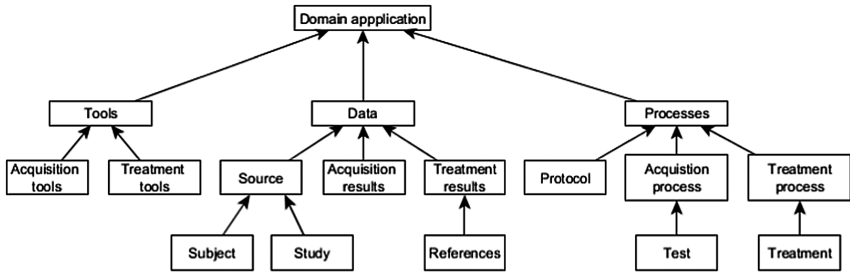 Domain appplication
Tools
Data
Processes
Acquisition
tools
Treatment
tools
Source
Acquisition
results
Treatment
results
Protocol
Acquistion
process
Treatment
process
Subject
Study
References
Test
Treatment